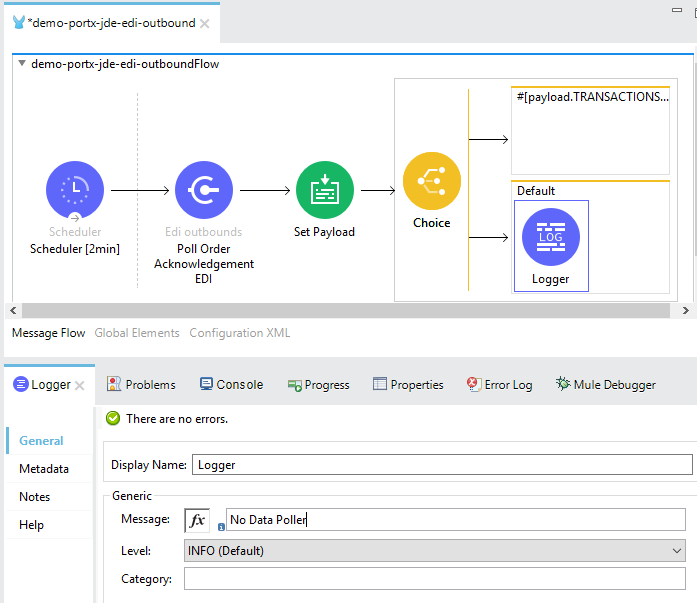 *demo-portx-jde-edi-outbound
demo-portx-jde-edi-outboundFlow
#[payload.TRANSACTIONS...
Default
Scheduler
Scheduler [2min]
Edi outbounds
Poll Order
Acknowledgement
EDI
Set Payload
Choice
LOG
Logger
Message Flow Global Elements Configuration XML
Logger Problems Console Progress Properties Error Log Mule Debugger
There are no errors.
General
Metadata
Notes
Help
Display Name: Logger
Generic
Message: fx No Data Poller
Level: INFO (Default)
Category: